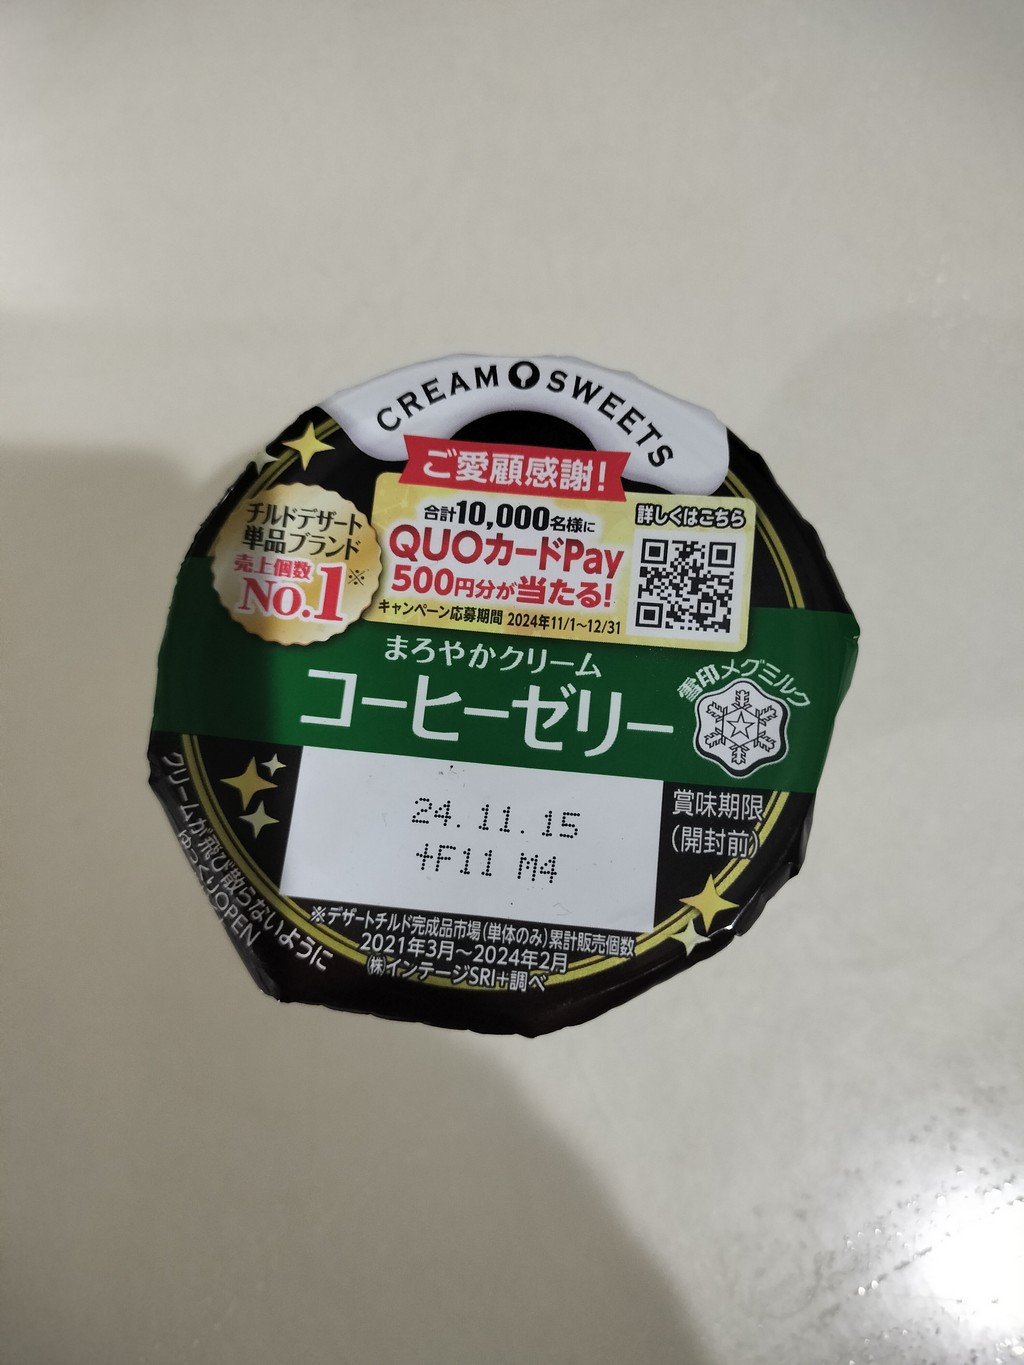 CREAM SWEETS
ご愛顧感謝!
合計10,000名様に
QUOカードPay
500円分が当たる!
キャンペーン応募期間 2024年11/1~12/31
詳しくはこちら
チルドデザート
単品ブランド
売上個数※
No.1
まろやかクリーム
コーヒーゼリー
雪印メグミルク
24.11.15
+F11 M4
賞味期限
(開封前)
クリームが飛び散らないように
ゆっくりOPEN
※デザートチルド完成品市場(単体のみ)累計販売個数
2021年3月~2024年2月
(株)インテージSRI+調べ